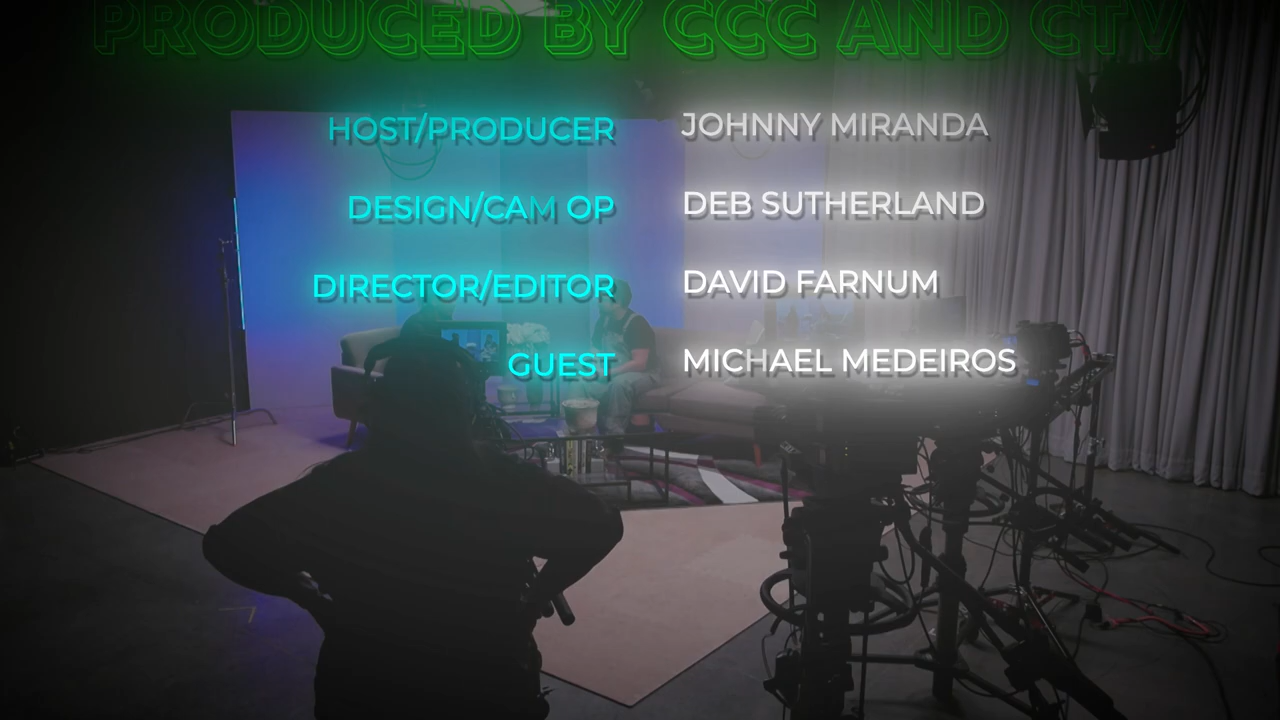 PRODUCED BY CCC AND CTV
HOST/PRODUCER JOHNNY MIRANDA
DESIGN/CAM OP DEB SUTHERLAND
DIRECTOR/EDITOR DAVID FARNUM
GUEST MICHAEL MEDEIROS